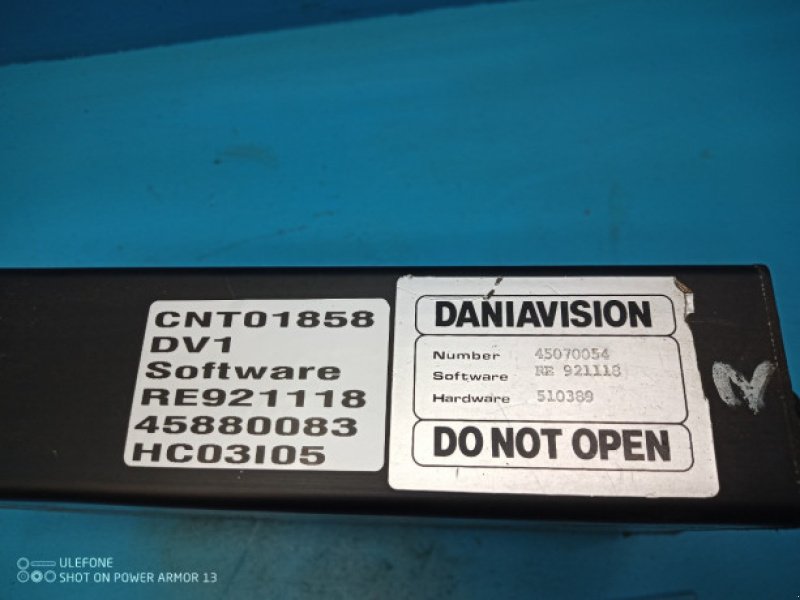 CNT01858
DV1
Software
RE921118
45880083
HC03I05
DANIAVISION
Number 45070054
Software RE 921118
Hardware 510389
DO NOT OPEN
N
ULEFONE
SHOT ON POWER ARMOR 13